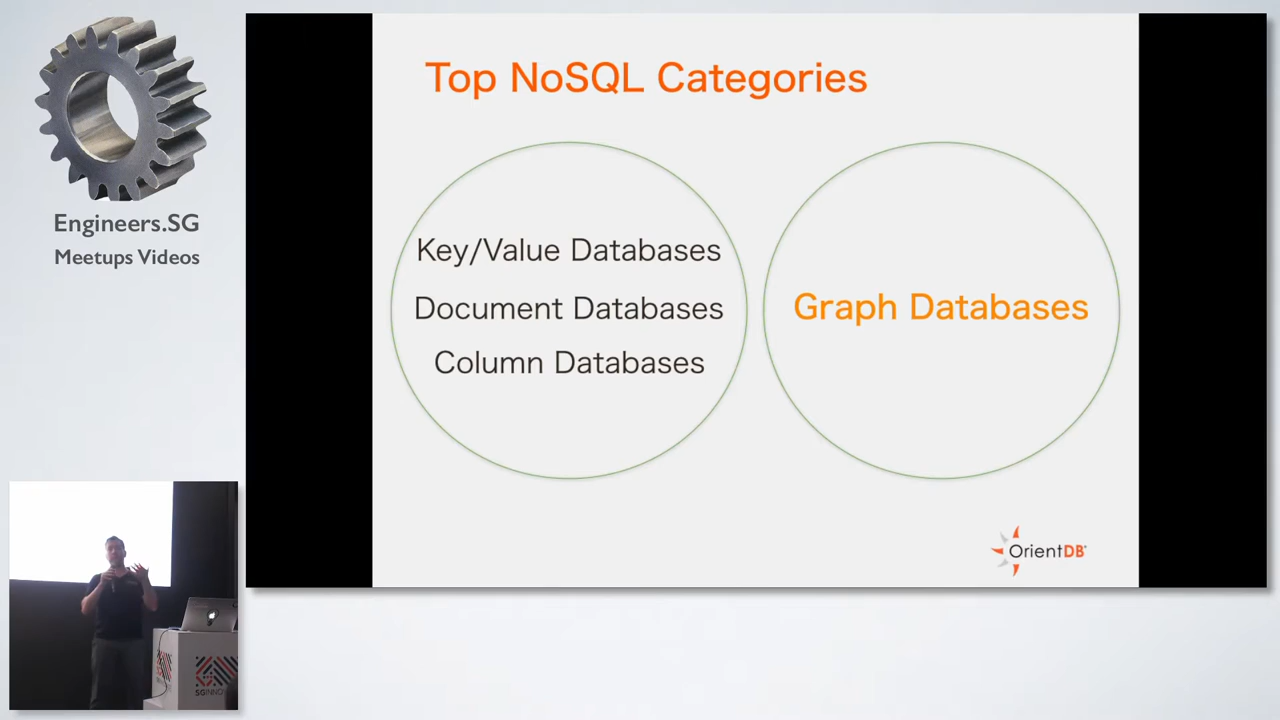 Engineers.SG
Meetups Videos
Top NoSQL Categories
Key/Value Databases
Document Databases
Column Databases
Graph Databases
OrientDB